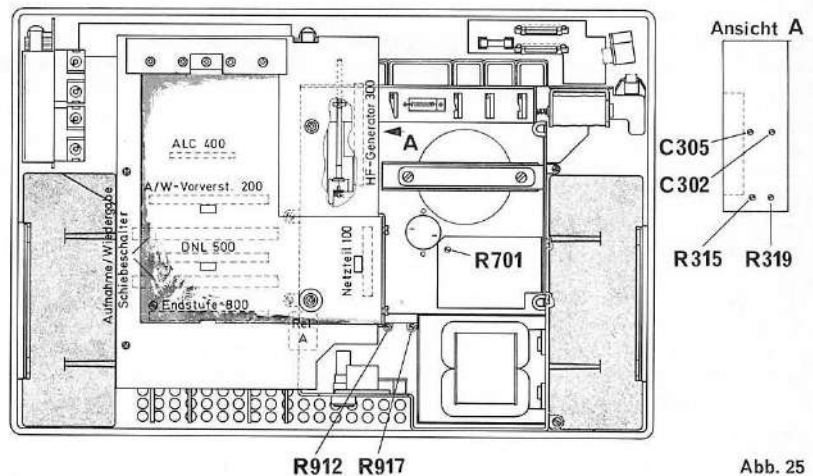 Ansicht A
HF-Generator 300
A
ALC 400
C305
A/W-Vorverst. 200
C302
Aufnahme/Wiedergabe
Schiebeschalter
DNL 500
Netzteil 100
R701
R315 R319
Endstufe 800
Rel
A
R912 R917
Abb. 25